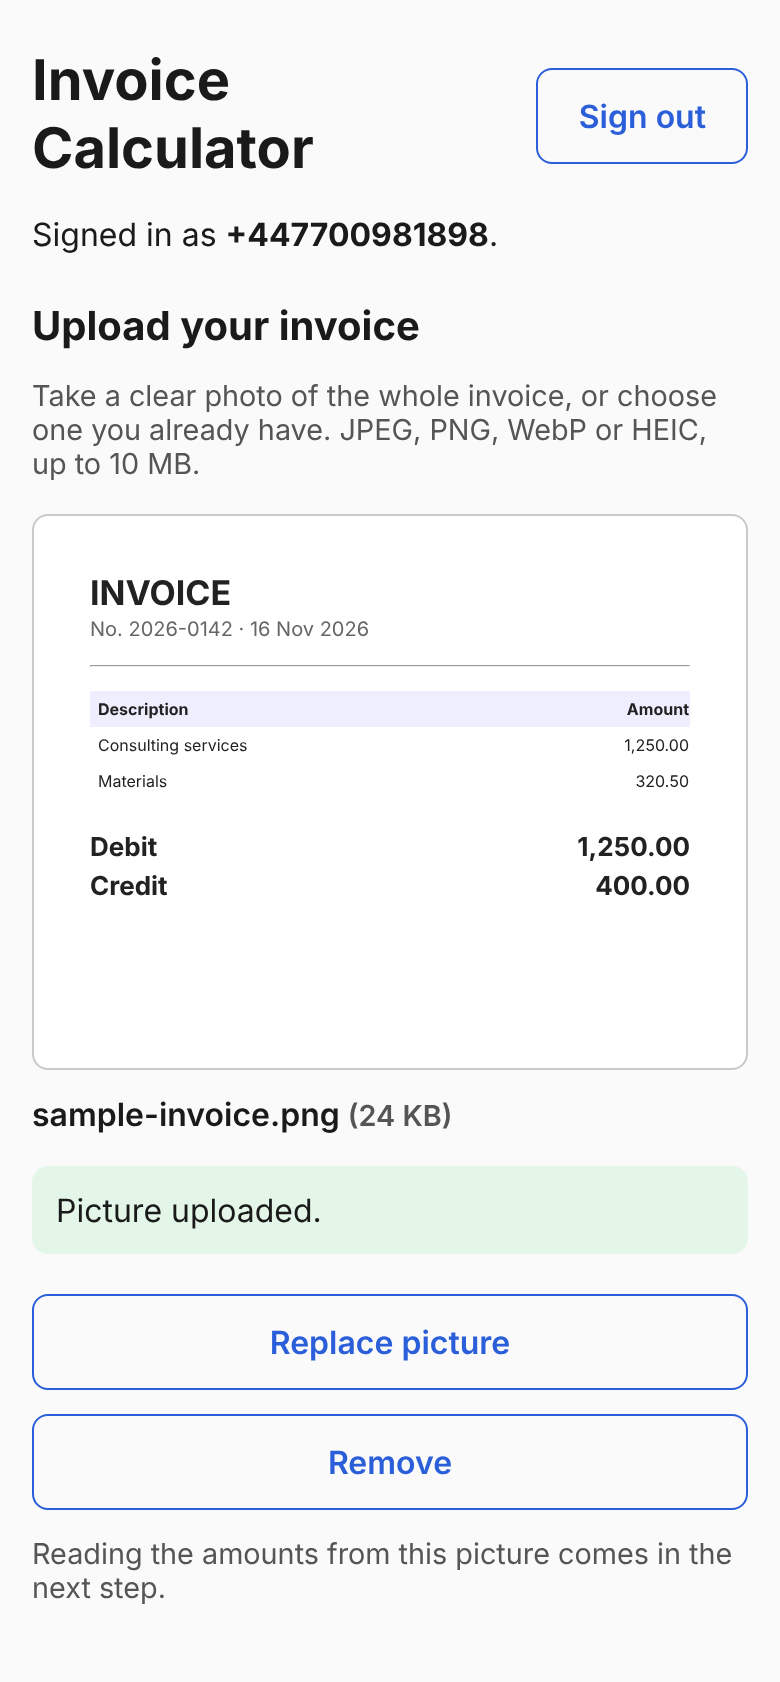 Invoice
Calculator
Sign out
Signed in as +447700981898.
Upload your invoice
Take a clear photo of the whole invoice, or choose
one you already have. JPEG, PNG, WebP or HEIC,
up to 10 MB.
INVOICE
No. 2026-0142 · 16 Nov 2026
Description Amount
Consulting services 1,250.00
Materials 320.50
Debit 1,250.00
Credit 400.00
sample-invoice.png (24 KB)
Picture uploaded.
Replace picture
Remove
Reading the amounts from this picture comes in the
next step.